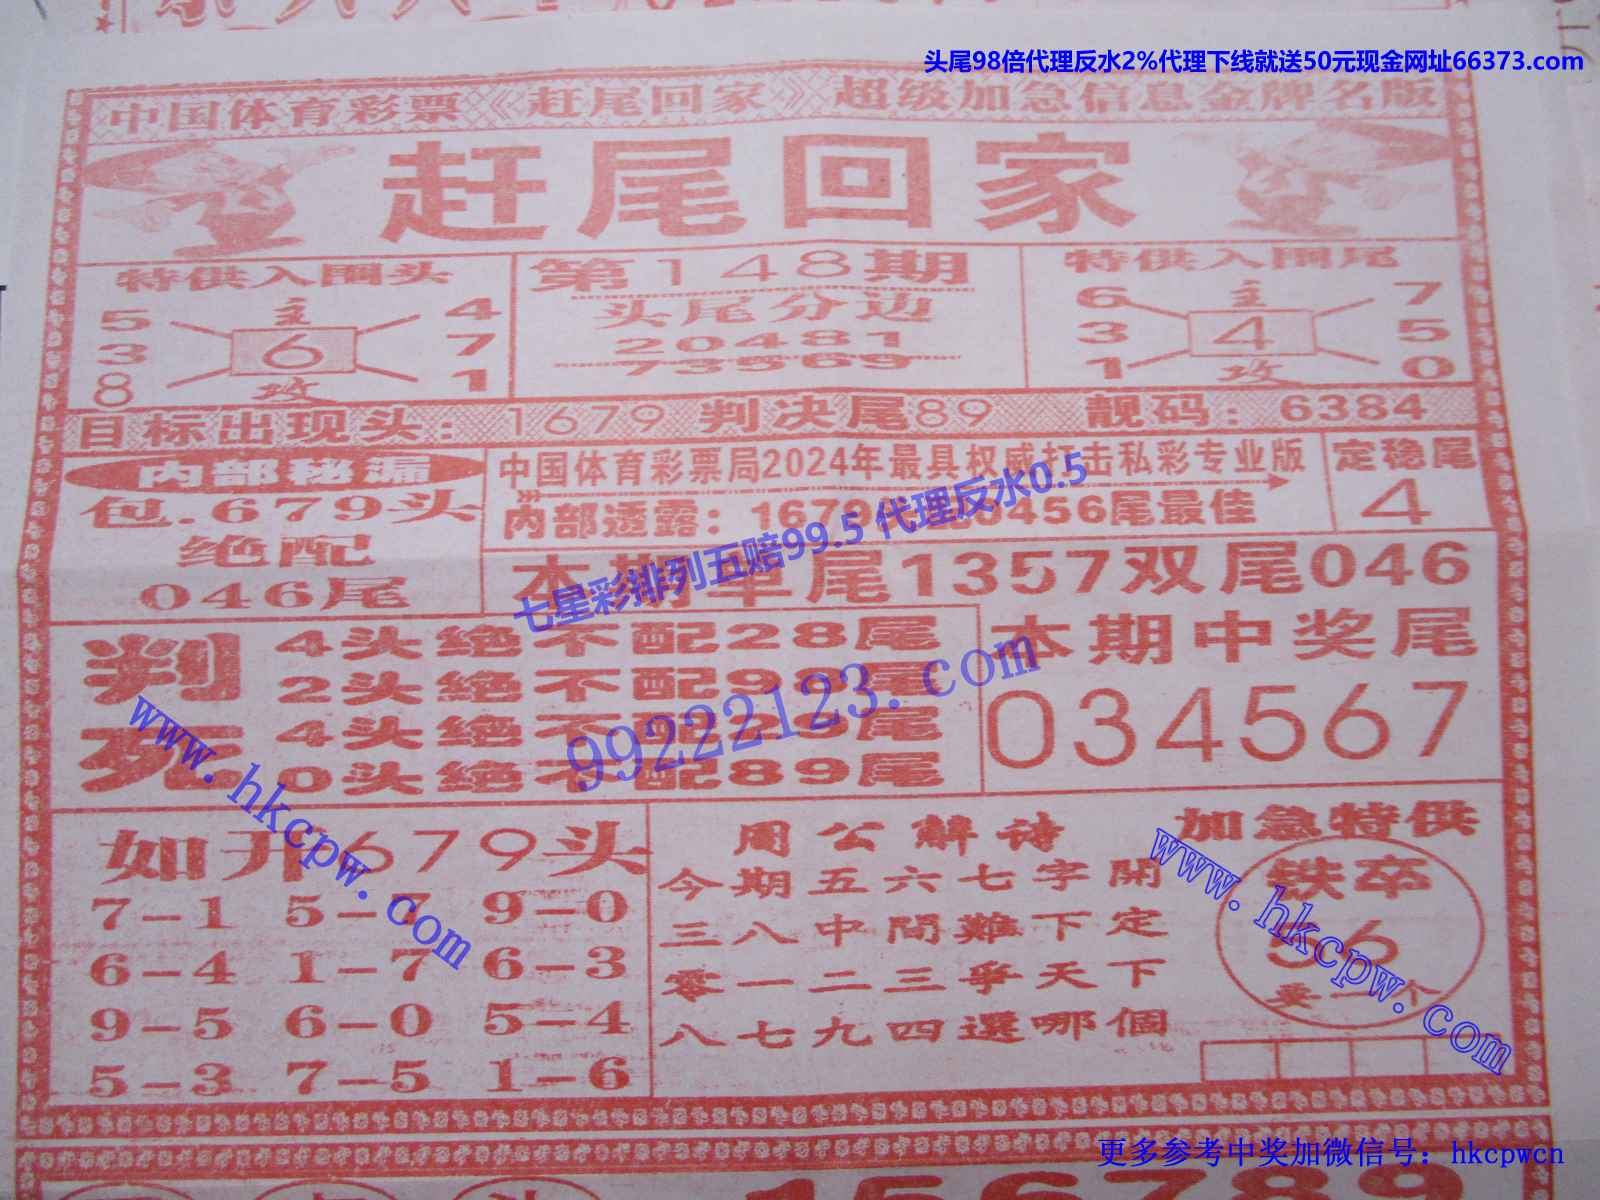 头尾98倍代理反水2%代理下线就送50元现金网址66373.com
中国体育彩票《赶尾回家》超级加急信息金牌名版
赶尾回家
特供入围头
5 主 4
3 6 7
8 攻 1
第148期
头尾分边
20481
73569
特供入围尾
6 主 7
3 4 5
1 攻 0
目标出现头：1679 判决尾89 靓码：6384
内部秘漏
包.679头
绝配
046尾
中国体育彩票局2024年最具权威打击私彩专业版
内部透露：1679 0456尾最佳
定稳尾
4
本期单尾1357双尾046
七星彩排列五赔99.5 代理反水0.5
判死
4头绝不配28尾
2头绝不配9 尾
4头绝不配2 尾
0头绝不配89尾
本期中奖尾
034567
99222123.com
www.hkcpw.com
如开679头
7-1 5-7 9-0
6-4 1-7 6-3
9-5 6-0 5-4
5-3 7-5 1-6
周公解诗
今期五六七字開
三八中間難下定
零一二三爭天下
八七九四選哪個
加急特供
铁卒
56
要一个
www.hkcpw.com
更多参考中奖加微信号：hkcpwcn
156789